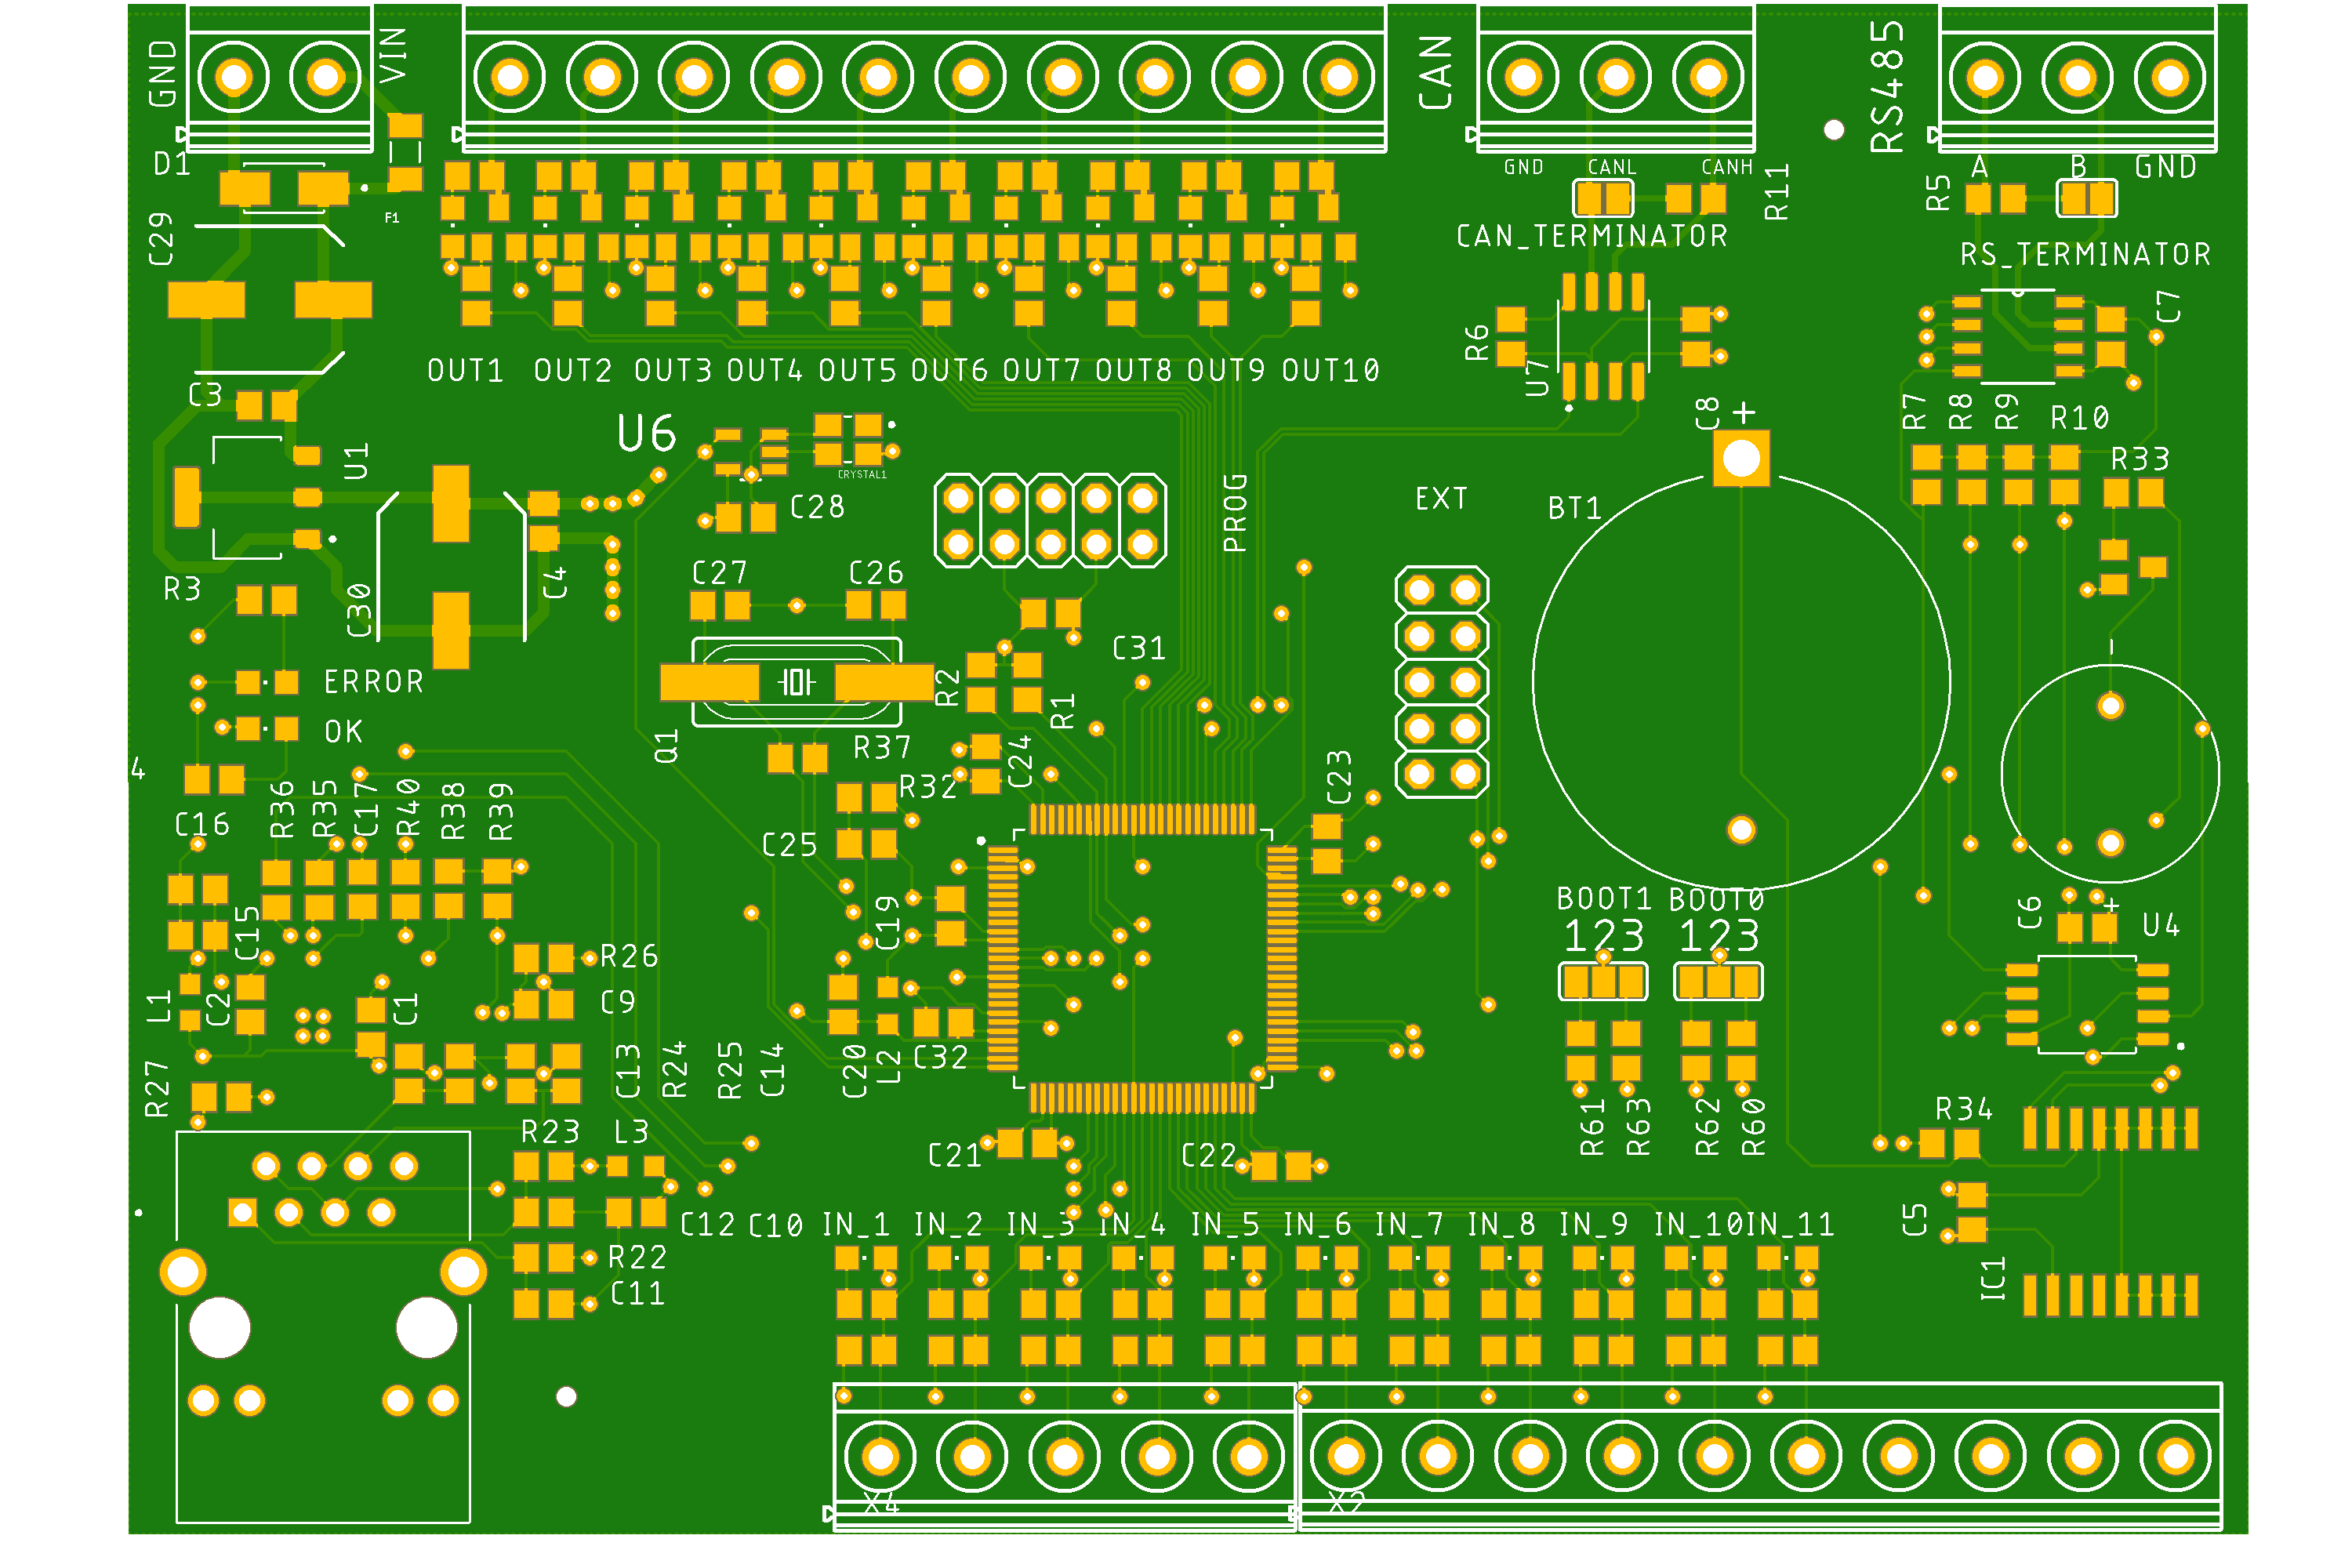 GND
VIN
CAN
RS485
D1
F1
GND
CANL
CANH
R11
R5
A
B
GND
C29
CAN_TERMINATOR
RS_TERMINATOR
C7
R6
U7
OUT1
OUT2
OUT3
OUT4
OUT5
OUT6
OUT7
OUT8
OUT9
OUT10
C3
U6
C8
+
R7
R8
R9
R10
U1
CRYSTAL1
R33
C28
PROG
EXT
BT1
R3
C30
C4
C27
C26
C31
ERROR
R2
R1
OK
Q1
R37
C24
C23
4
R32
R36
R35
C17
R40
R38
R39
C16
C25
BOOT1
BOOT0
123
123
C15
C19
C6
+
U4
R26
L1
C2
C1
C9
R27
C13
R24
R25
C14
C20
L2
C32
R61
R63
R62
R60
R34
R23
L3
C21
C22
C12
C10
IN_1
IN_2
IN_3
IN_4
IN_5
IN_6
IN_7
IN_8
IN_9
IN_10
IN_11
C5
R22
C11
IC1
X4